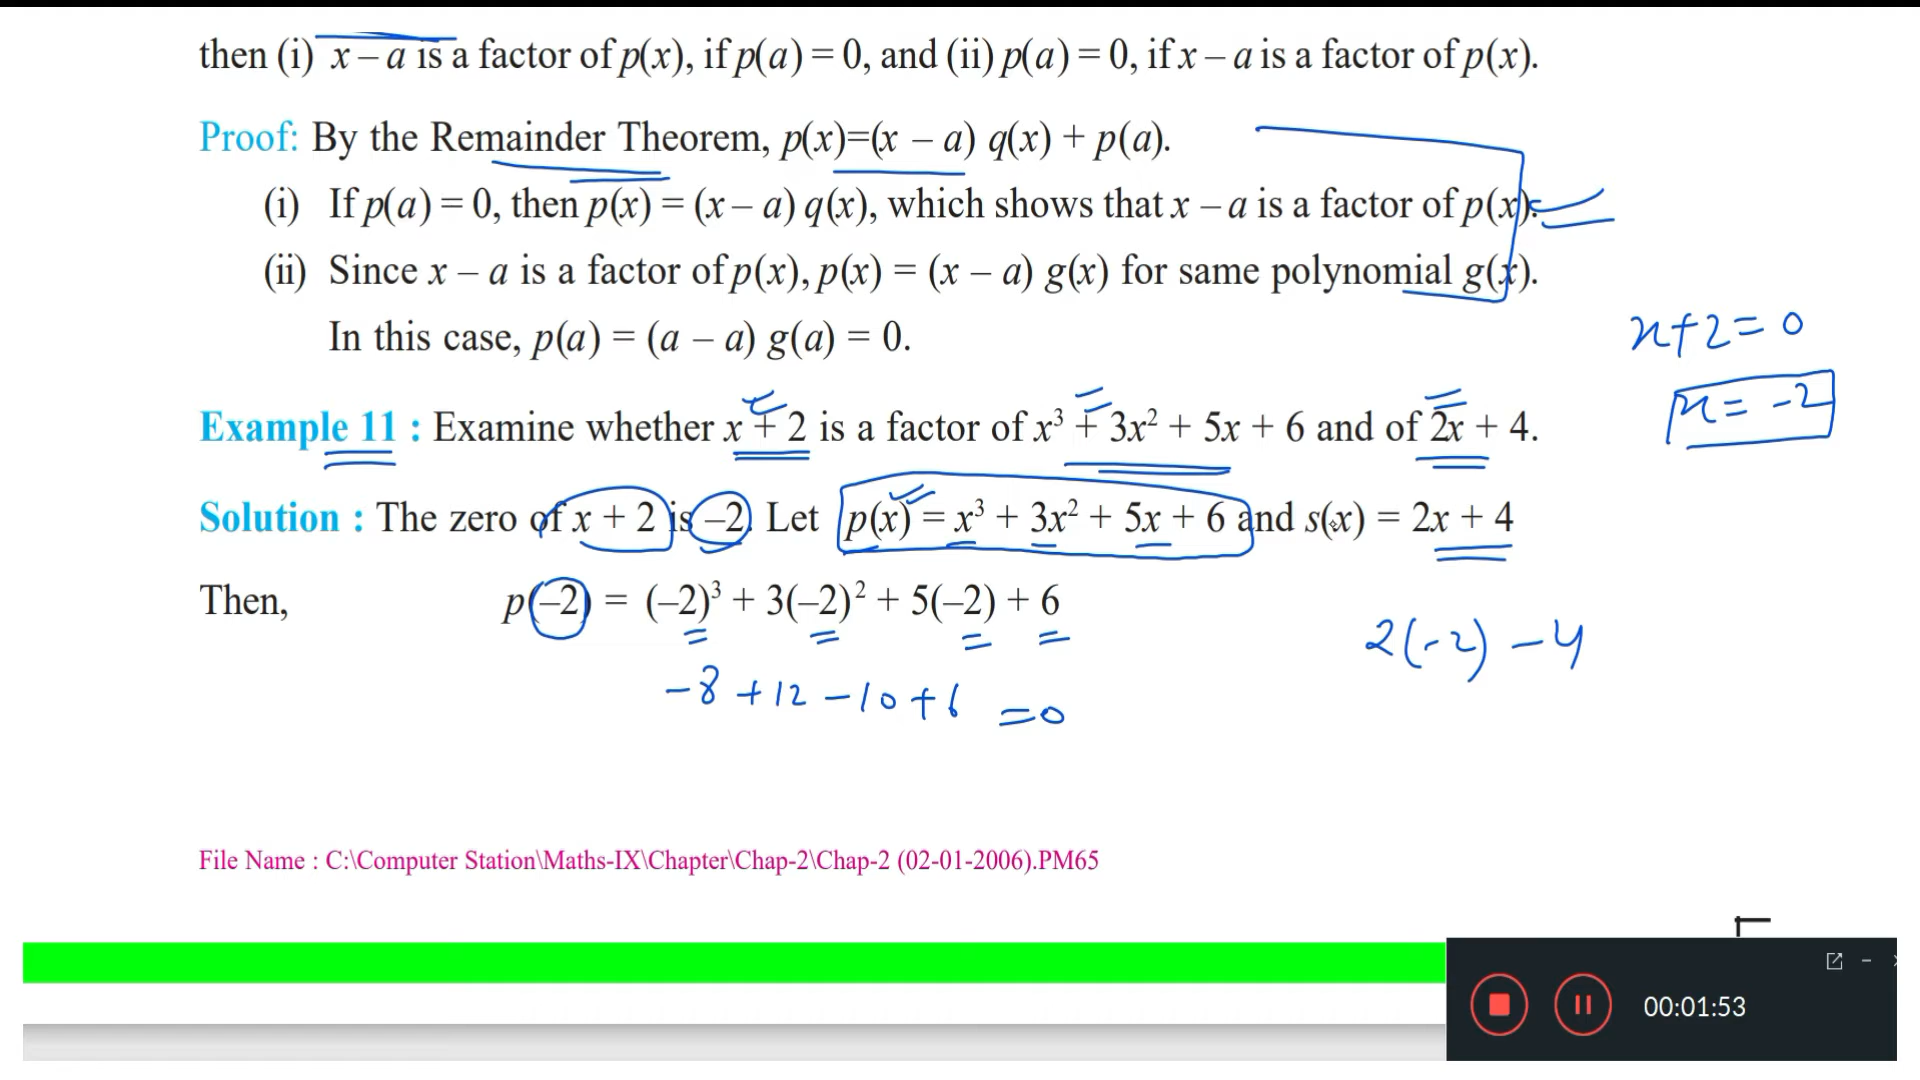 then (i) x – a is a factor of p(x), if p(a) = 0, and (ii) p(a) = 0, if x – a is a factor of p(x).
Proof: By the Remainder Theorem, p(x)=(x – a) q(x) + p(a).
(i) If p(a) = 0, then p(x) = (x – a) q(x), which shows that x – a is a factor of p(x).
(ii) Since x – a is a factor of p(x), p(x) = (x – a) g(x) for same polynomial g(x).
In this case, p(a) = (a – a) g(a) = 0.
x+2=0
x= -2
Example 11 : Examine whether x + 2 is a factor of x³ + 3x² + 5x + 6 and of 2x + 4.
Solution : The zero of x + 2 is –2. Let p(x) = x³ + 3x² + 5x + 6 and s(x) = 2x + 4
Then, p(–2) = (–2)³ + 3(–2)² + 5(–2) + 6
2(-2) -4
-8 +12 -10+6 =0
File Name : C:\Computer Station\Maths-IX\Chapter\Chap-2\Chap-2 (02-01-2006).PM65
00:01:53